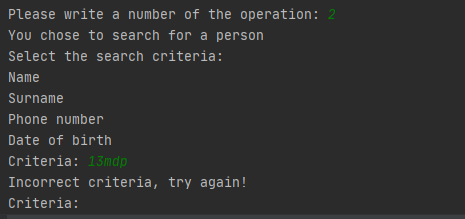 Please write a number of the operation: 2
You chose to search for a person
Select the search criteria:
Name
Surname
Phone number
Date of birth
Criteria: 13mdp
Incorrect criteria, try again!
Criteria: